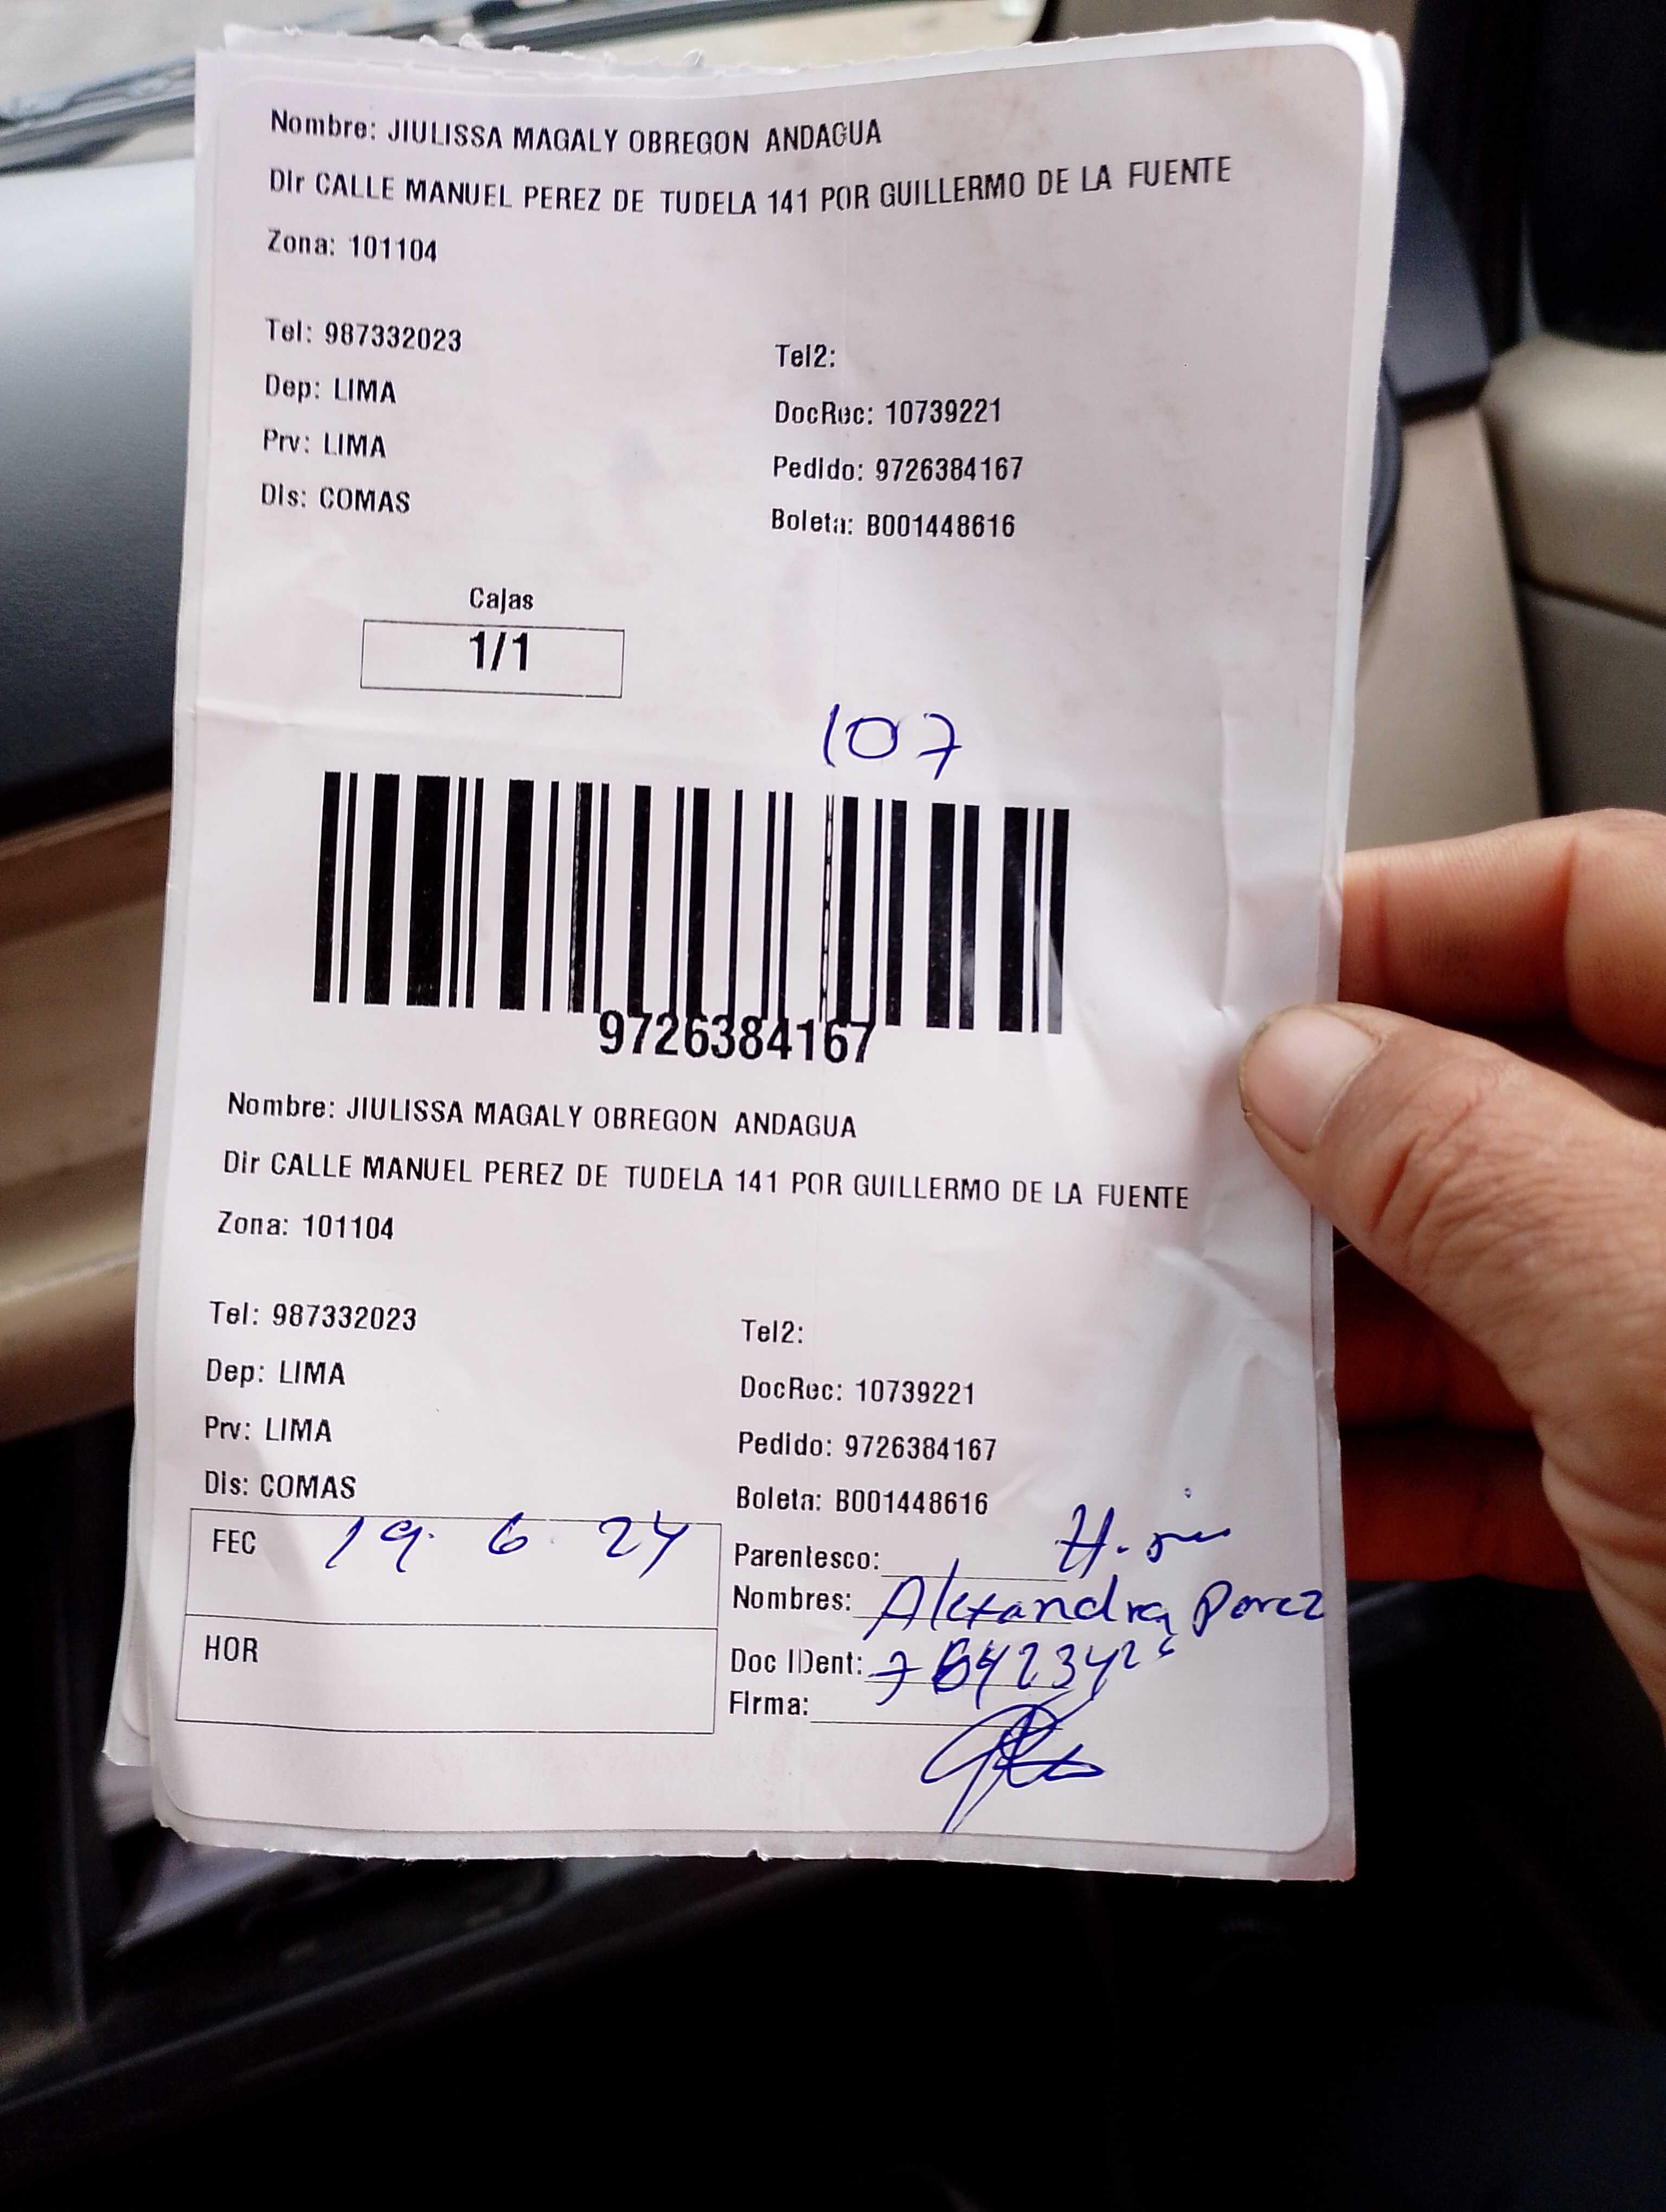 Nombre: JIULISSA MAGALY OBREGON ANDAGUA
Dir CALLE MANUEL PEREZ DE TUDELA 141 POR GUILLERMO DE LA FUENTE
Zona: 101104
Tel: 987332023
Tel2:
Dep: LIMA
DocRec: 10739221
Prv: LIMA
Pedido: 9726384167
Dis: COMAS
Boleta: B001448616
Cajas
1/1
107
9726384167
Nombre: JIULISSA MAGALY OBREGON ANDAGUA
Dir CALLE MANUEL PEREZ DE TUDELA 141 POR GUILLERMO DE LA FUENTE
Zona: 101104
Tel: 987332023
Tel2:
Dep: LIMA
DocRec: 10739221
Prv: LIMA
Pedido: 9726384167
Dis: COMAS
Boleta: B001448616
FEC 19. 6. 24
Parentesco:
Nombres: Alexandra Perez
HOR
Doc IDent:
Firma: